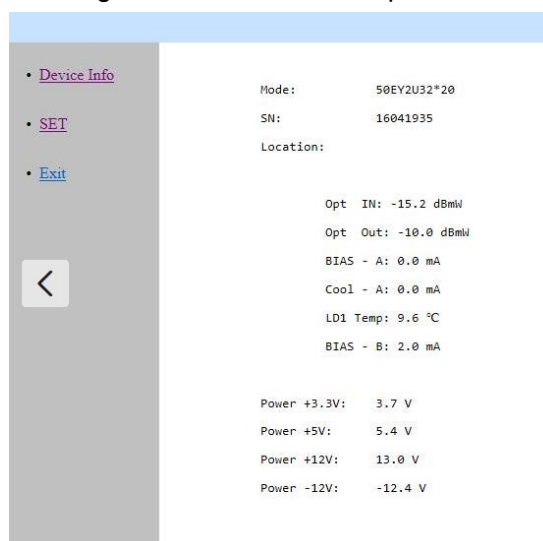 • Device Info
• SET
• Exit
Mode: 50EY2U32*20
SN: 16041935
Location:
Opt IN: -15.2 dBmW
Opt Out: -10.0 dBmW
BIAS - A: 0.0 mA
Cool - A: 0.0 mA
LD1 Temp: 9.6 ℃
BIAS - B: 2.0 mA
Power +3.3V: 3.7 V
Power +5V: 5.4 V
Power +12V: 13.0 V
Power -12V: -12.4 V